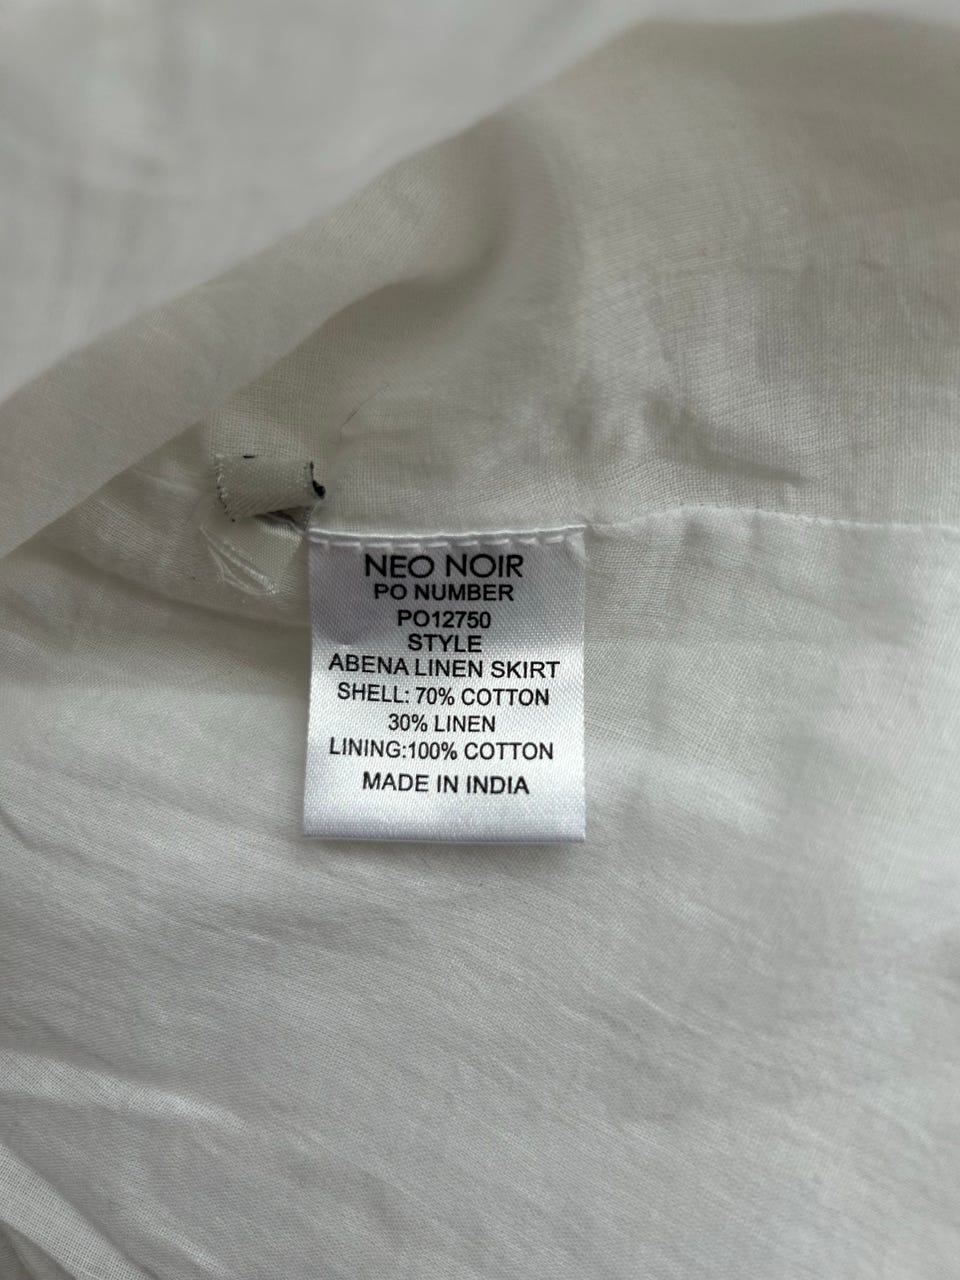 NEO NOIR
PO NUMBER
PO12750
STYLE
ABENA LINEN SKIRT
SHELL: 70% COTTON
30% LINEN
LINING:100% COTTON
MADE IN INDIA